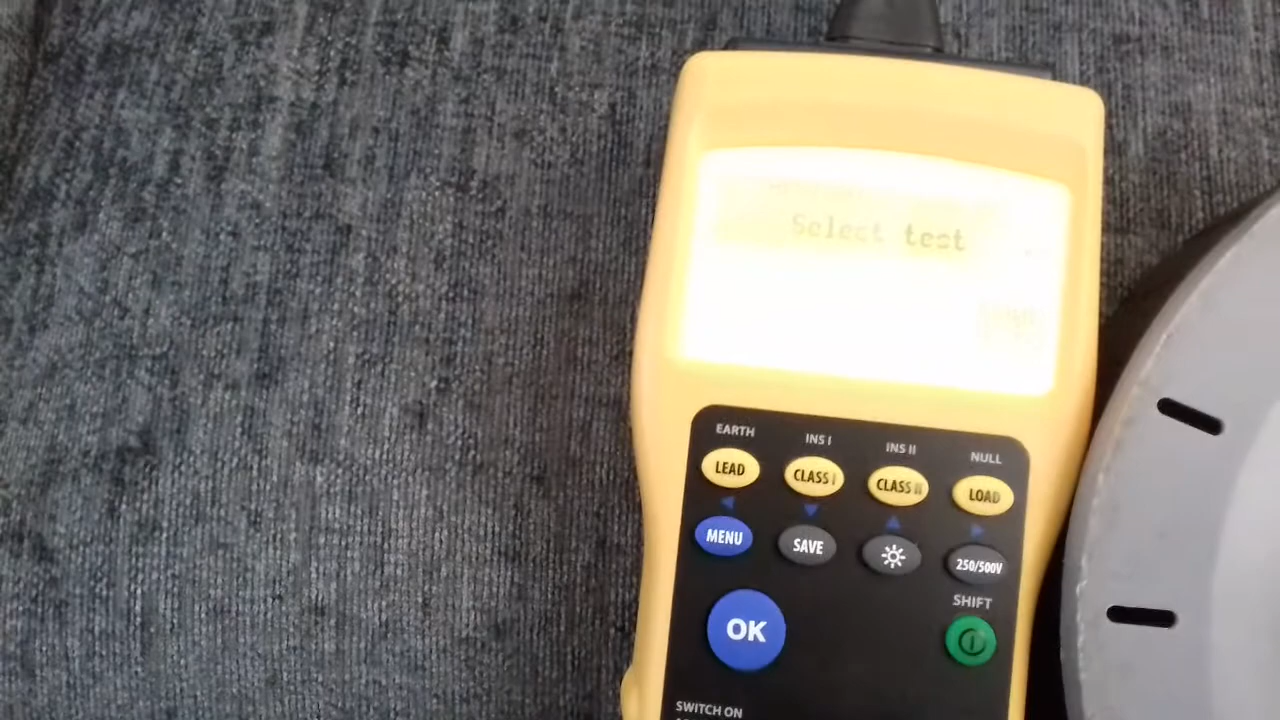 Select test
EARTH INS I INS II NULL
LEAD CLASS I CLASS II LOAD
MENU SAVE 250/500V
OK SHIFT
SWITCH ON